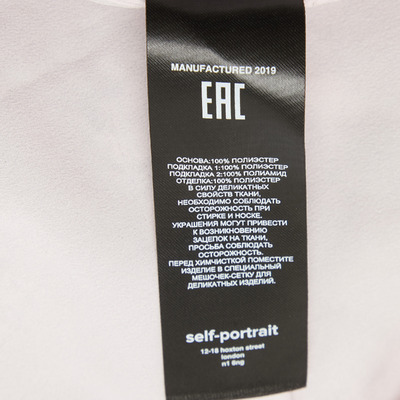 MANUFACTURED 2019
EAC
ОСНОВА:100% ПОЛИЭСТЕР
ПОДКЛАДКА 1:100% ПОЛИЭСТЕР
ПОДКЛАДКА 2:100% ПОЛИАМИД
ОТДЕЛКА:100% ПОЛИЭСТЕР
В СИЛУ ДЕЛИКАТНЫХ
СВОЙСТВ ТКАНИ,
НЕОБХОДИМО СОБЛЮДАТЬ
ОСТОРОЖНОСТЬ ПРИ
СТИРКЕ И НОСКЕ.
УКРАШЕНИЯ МОГУТ ПРИВЕСТИ
К ВОЗНИКНОВЕНИЮ
ЗАЦЕПОК НА ТКАНИ,
ПРОСЬБА СОБЛЮДАТЬ
ОСТОРОЖНОСТЬ.
ПЕРЕД ХИМЧИСТКОЙ ПОМЕСТИТЕ
ИЗДЕЛИЕ В СПЕЦИАЛЬНЫЙ
МЕШОЧЕК-СЕТКУ ДЛЯ
ДЕЛИКАТНЫХ ИЗДЕЛИЙ.
self-portrait
12-18 hoxton street
london
n1 6ng